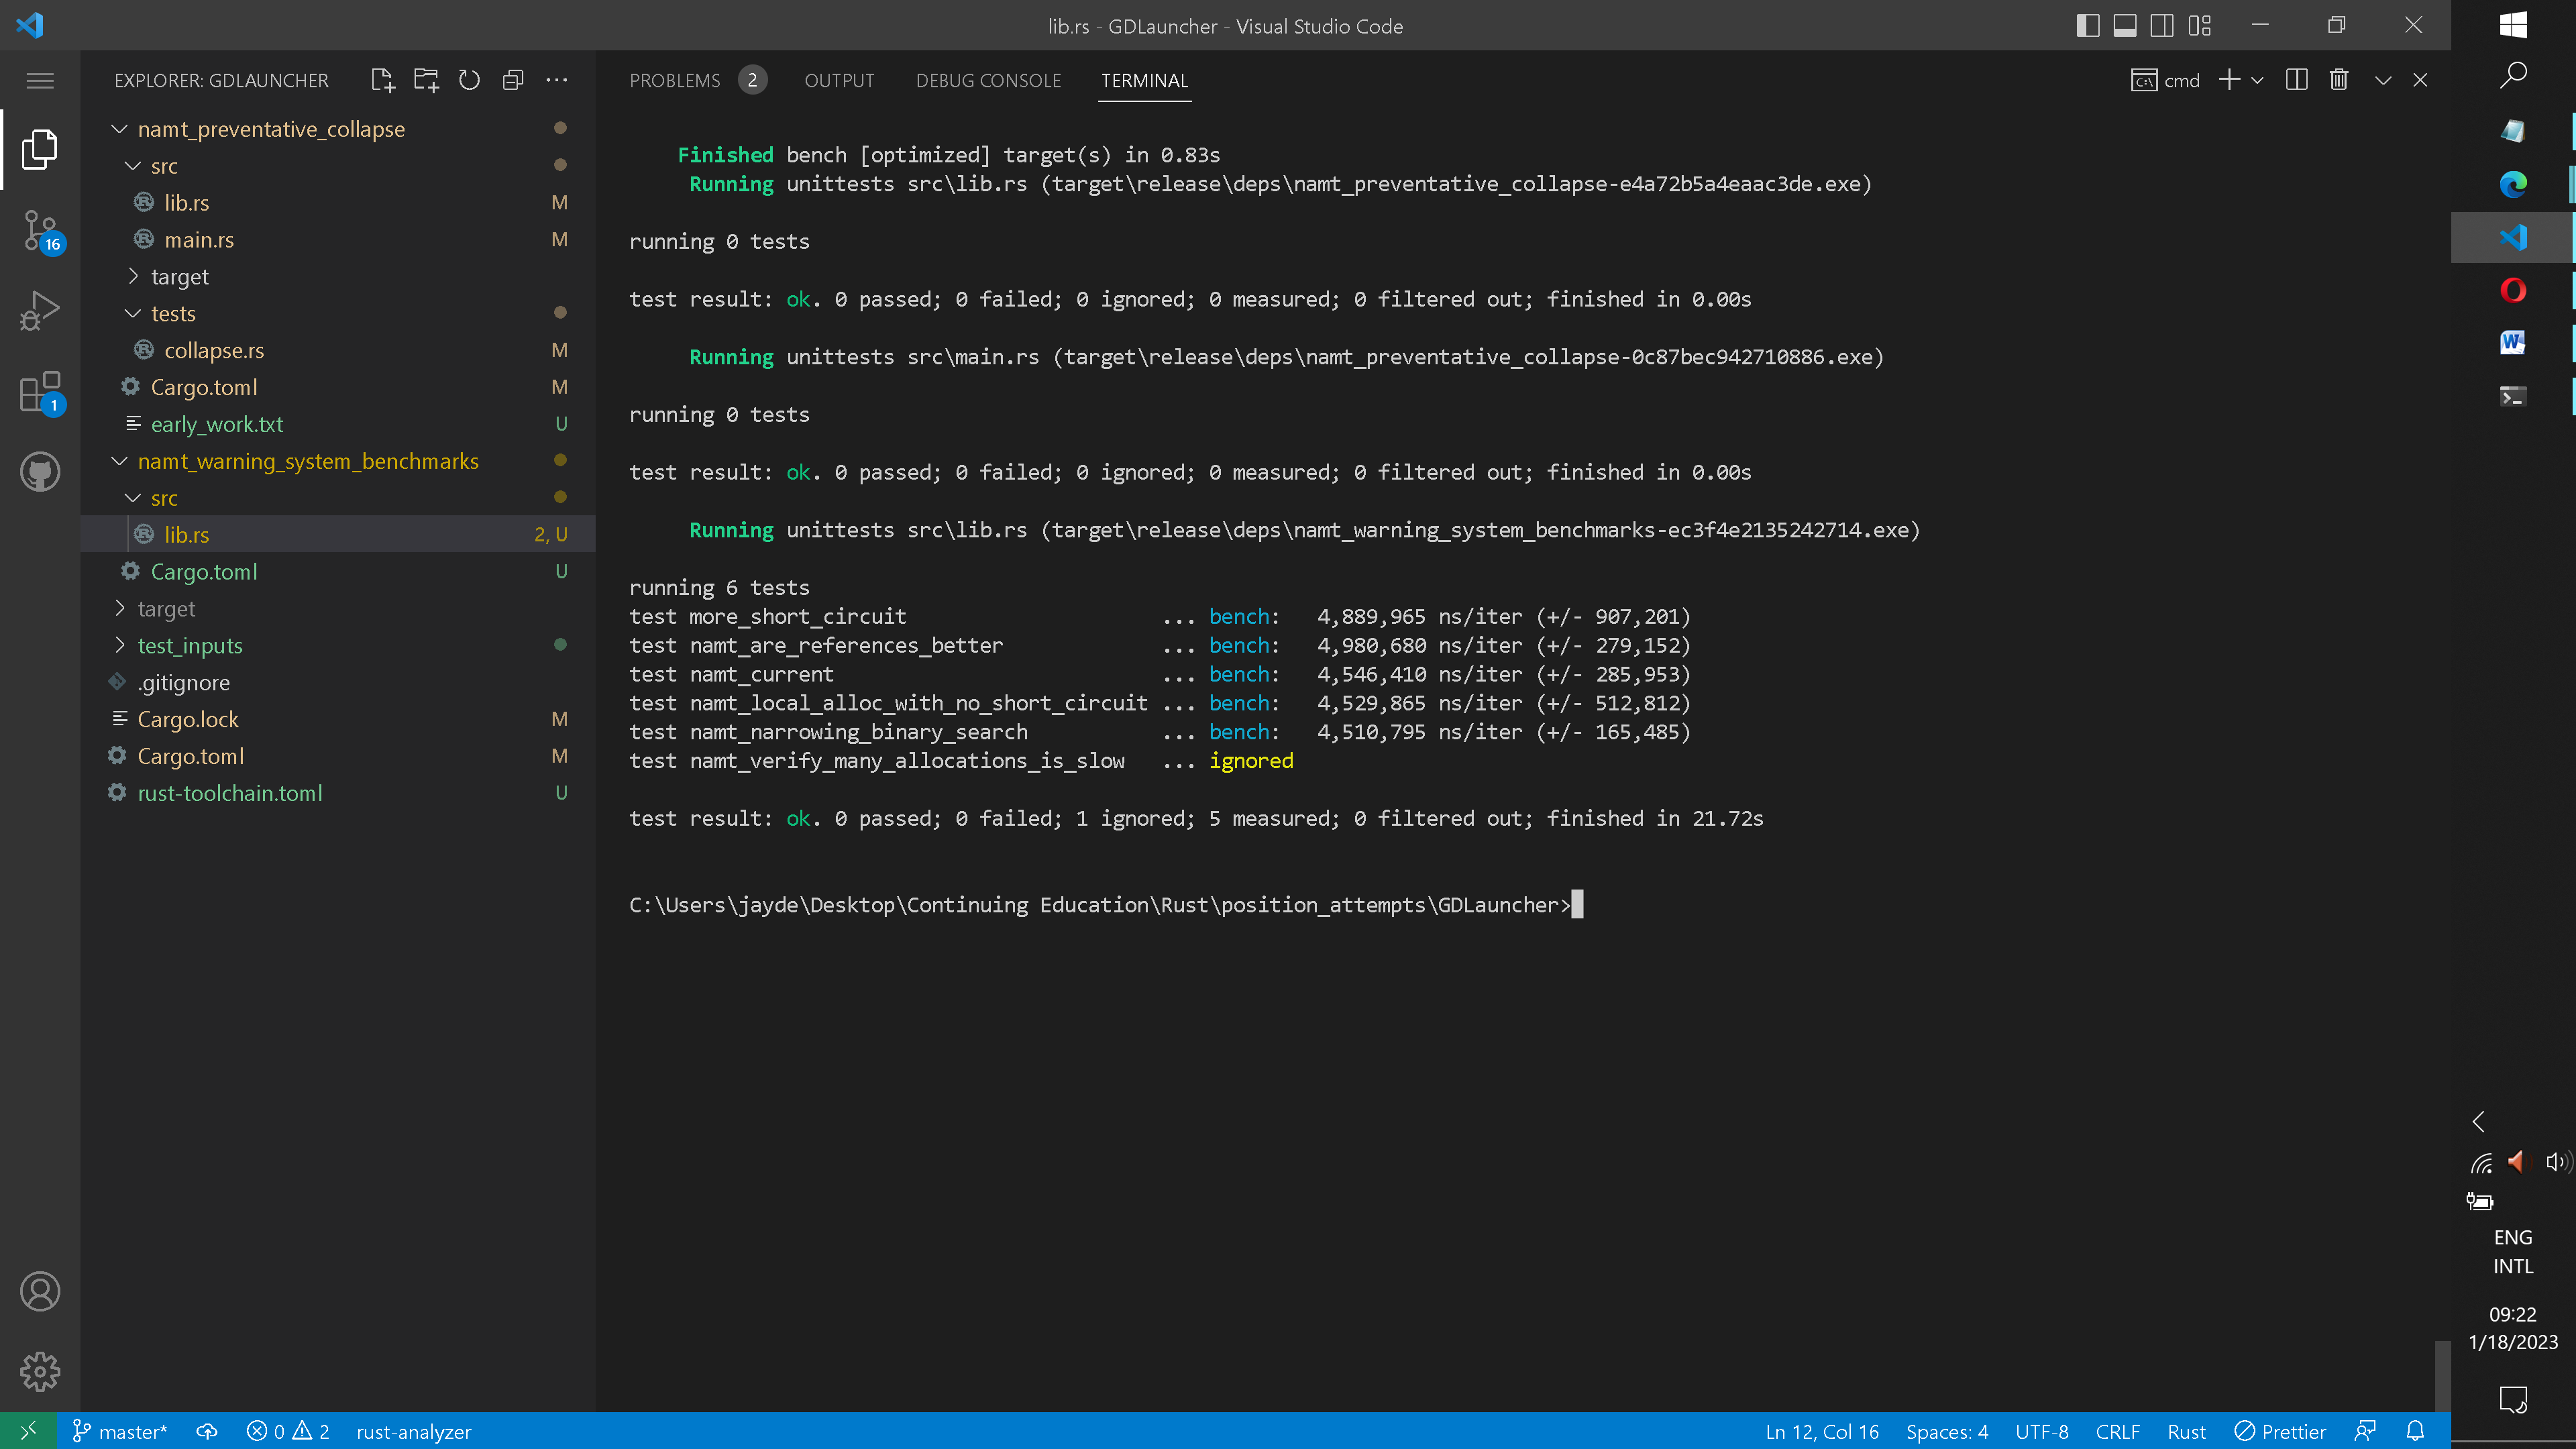 lib.rs - GDLauncher - Visual Studio Code
EXPLORER: GDLAUNCHER
namt_preventative_collapse
src
lib.rs M
main.rs M
target
tests
collapse.rs M
Cargo.toml M
early_work.txt U
namt_warning_system_benchmarks
src
lib.rs 2, U
Cargo.toml U
target
test_inputs
.gitignore
Cargo.lock M
Cargo.toml M
rust-toolchain.toml U
16
1
PROBLEMS 2 OUTPUT DEBUG CONSOLE TERMINAL
cmd
Finished bench [optimized] target(s) in 0.83s
Running unittests src\lib.rs (target\release\deps\namt_preventative_collapse-e4a72b5a4eaac3de.exe)
running 0 tests
test result: ok. 0 passed; 0 failed; 0 ignored; 0 measured; 0 filtered out; finished in 0.00s
Running unittests src\main.rs (target\release\deps\namt_preventative_collapse-0c87bec942710886.exe)
running 0 tests
test result: ok. 0 passed; 0 failed; 0 ignored; 0 measured; 0 filtered out; finished in 0.00s
Running unittests src\lib.rs (target\release\deps\namt_warning_system_benchmarks-ec3f4e2135242714.exe)
running 6 tests
test more_short_circuit ... bench: 4,889,965 ns/iter (+/- 907,201)
test namt_are_references_better ... bench: 4,980,680 ns/iter (+/- 279,152)
test namt_current ... bench: 4,546,410 ns/iter (+/- 285,953)
test namt_local_alloc_with_no_short_circuit ... bench: 4,529,865 ns/iter (+/- 512,812)
test namt_narrowing_binary_search ... bench: 4,510,795 ns/iter (+/- 165,485)
test namt_verify_many_allocations_is_slow ... ignored
test result: ok. 0 passed; 0 failed; 1 ignored; 5 measured; 0 filtered out; finished in 21.72s
C:\Users\jayde\Desktop\Continuing Education\Rust\position_attempts\GDLauncher>
master* 0 2 rust-analyzer
Ln 12, Col 16 Spaces: 4 UTF-8 CRLF Rust Prettier
ENG
INTL
09:22
1/18/2023